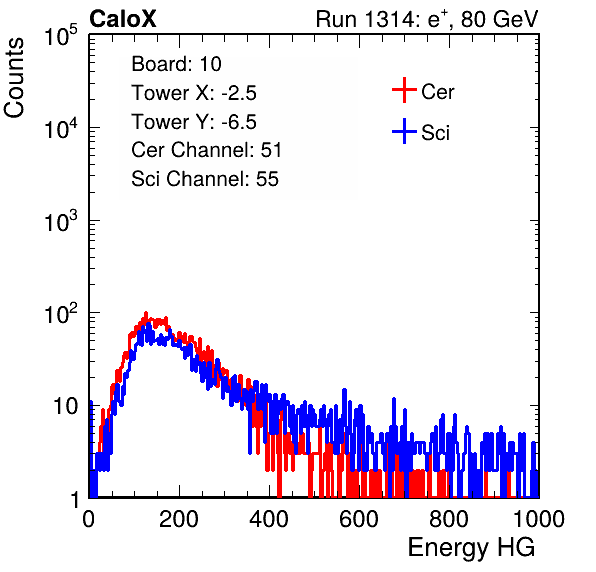 CaloX Run 1314: e⁺, 80 GeV
Counts
Board: 10
Tower X: -2.5
Tower Y: -6.5
Cer Channel: 51
Sci Channel: 55
Cer
Sci
10⁵
10⁴
10³
10²
10
1
0 200 400 600 800 1000
Energy HG